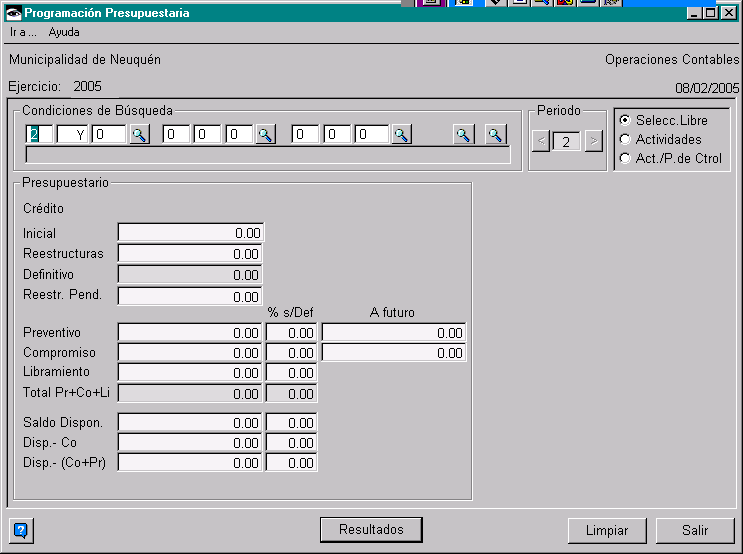 Programación Presupuestaria
Ir a ... Ayuda
Municipalidad de Neuquén Operaciones Contables
Ejercicio: 2005 08/02/2005
Condiciones de Búsqueda Periodo
2 Y 0 0 0 0 0 0 0 < 2 >
Selecc.Libre
Actividades
Act./P.de Ctrol
Presupuestario
Crédito
Inicial 0.00
Reestructuras 0.00
Definitivo 0.00
Reestr. Pend. 0.00
% s/Def A futuro
Preventivo 0.00 0.00 0.00
Compromiso 0.00 0.00 0.00
Libramiento 0.00 0.00
Total Pr+Co+Li 0.00 0.00
Saldo Dispon. 0.00 0.00
Disp.- Co 0.00 0.00
Disp.- (Co+Pr) 0.00 0.00
? Resultados Limpiar Salir